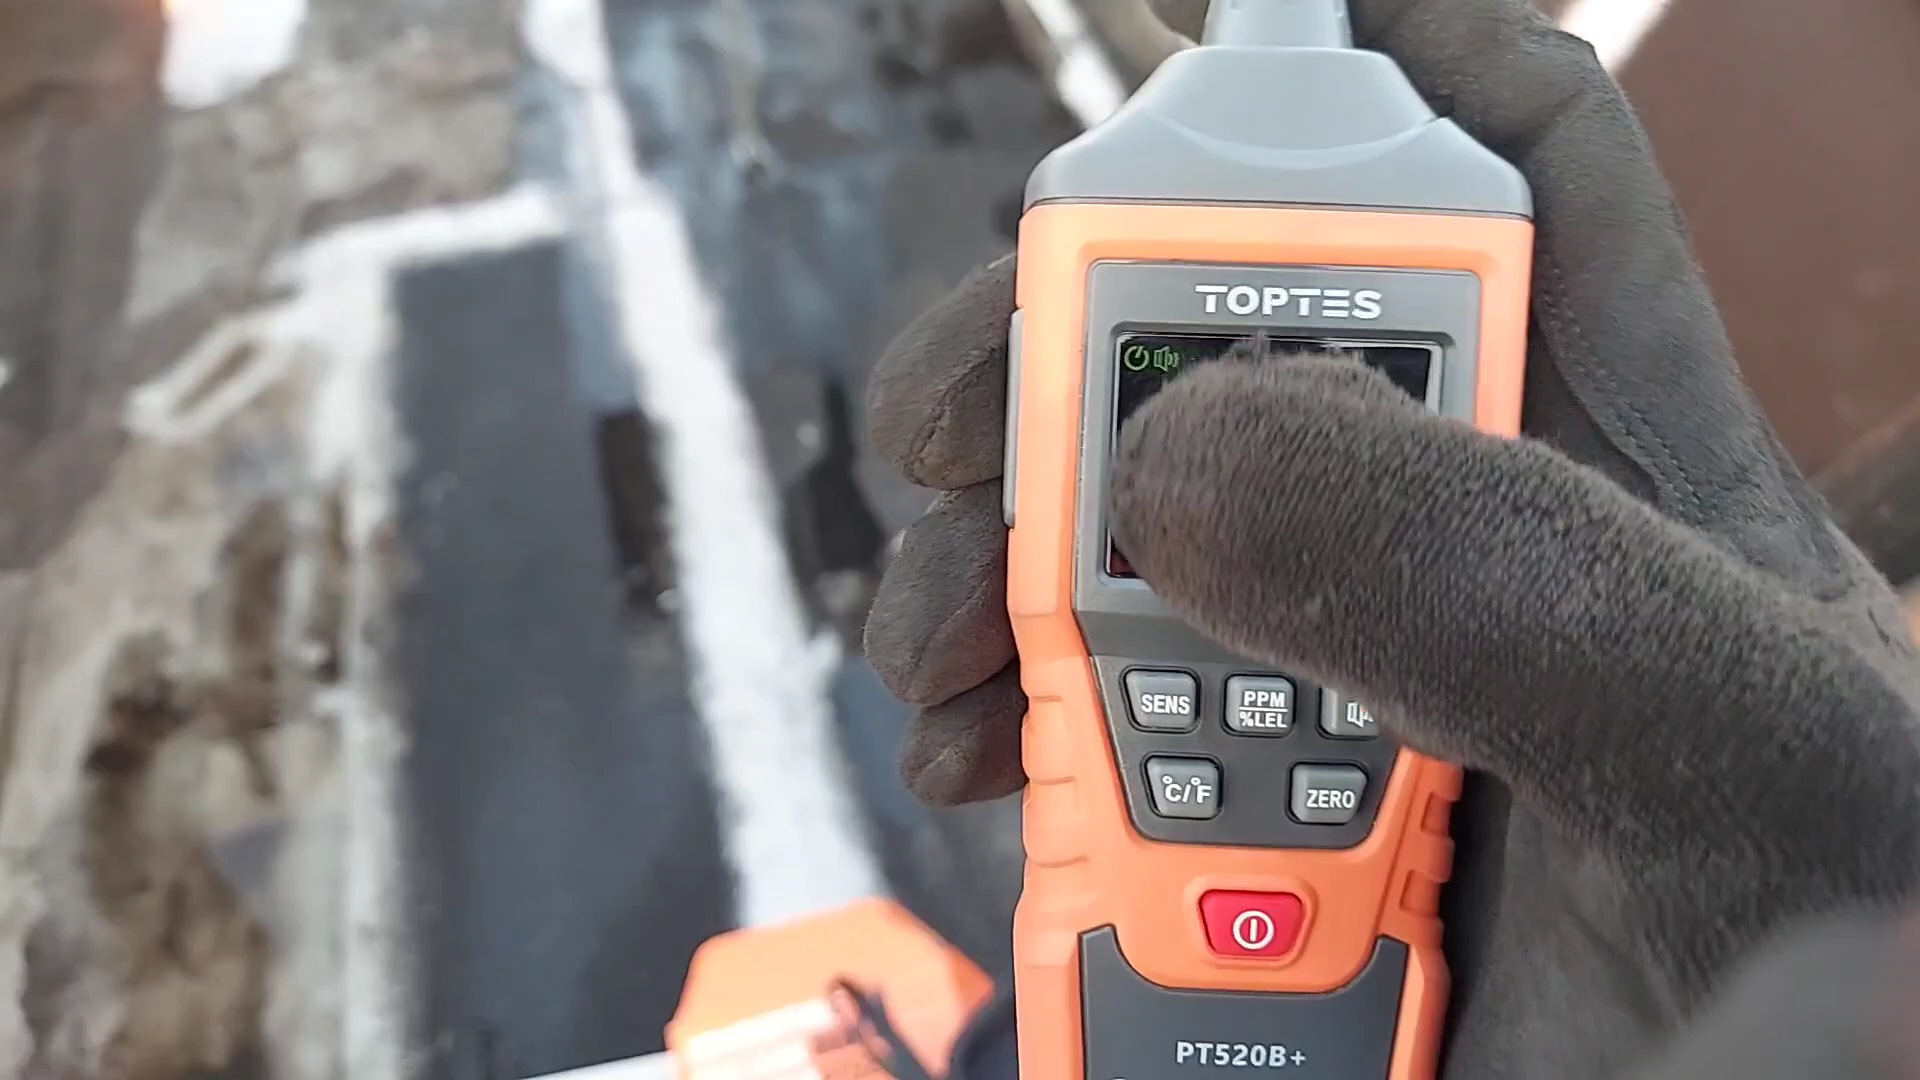 TOPTES
SENS
PPM
%LEL
°C/°F
ZERO
PT520B+